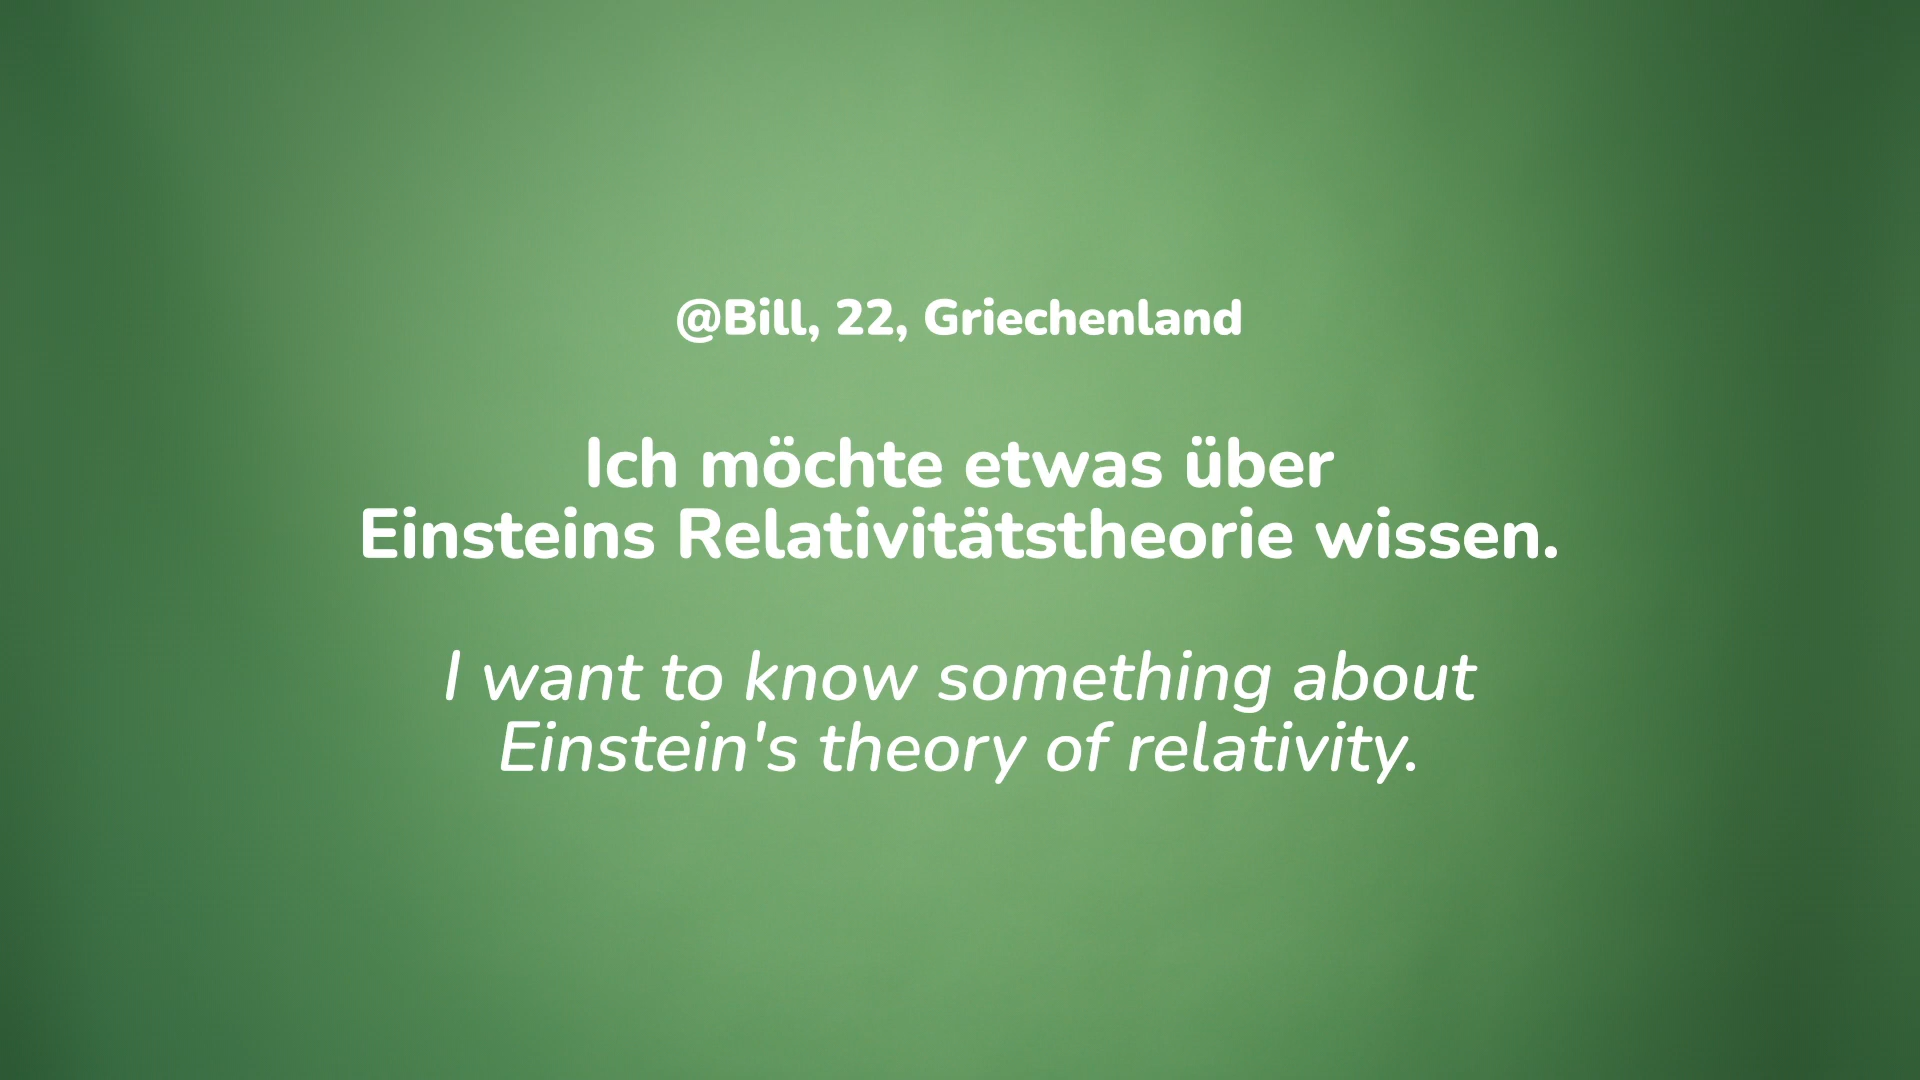 @Bill, 22, Griechenland
Ich möchte etwas über
Einsteins Relativitätstheorie wissen.
I want to know something about
Einstein's theory of relativity.